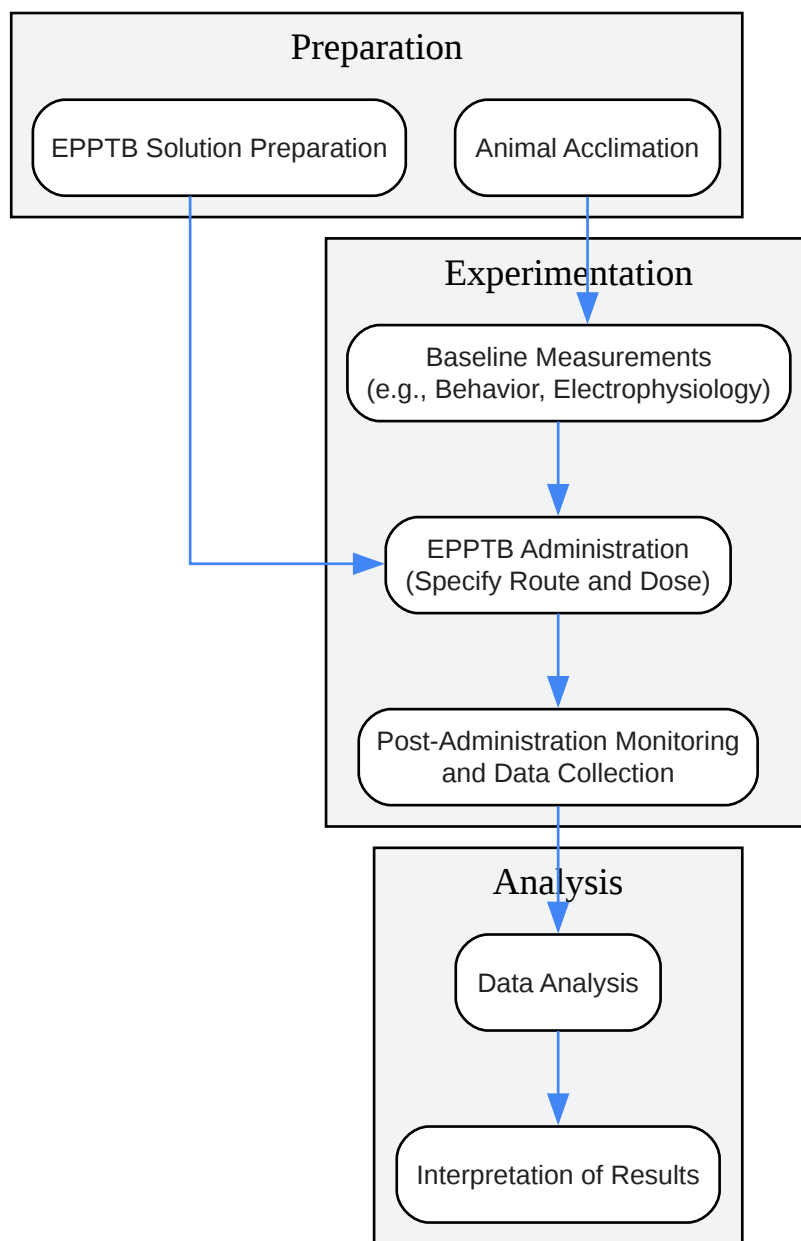 Preparation
EPPTB Solution Preparation
Animal Acclimation
Experimentation
Baseline Measurements
(e.g., Behavior, Electrophysiology)
EPPTB Administration
(Specify Route and Dose)
Post-Administration Monitoring
and Data Collection
Analysis
Data Analysis
Interpretation of Results